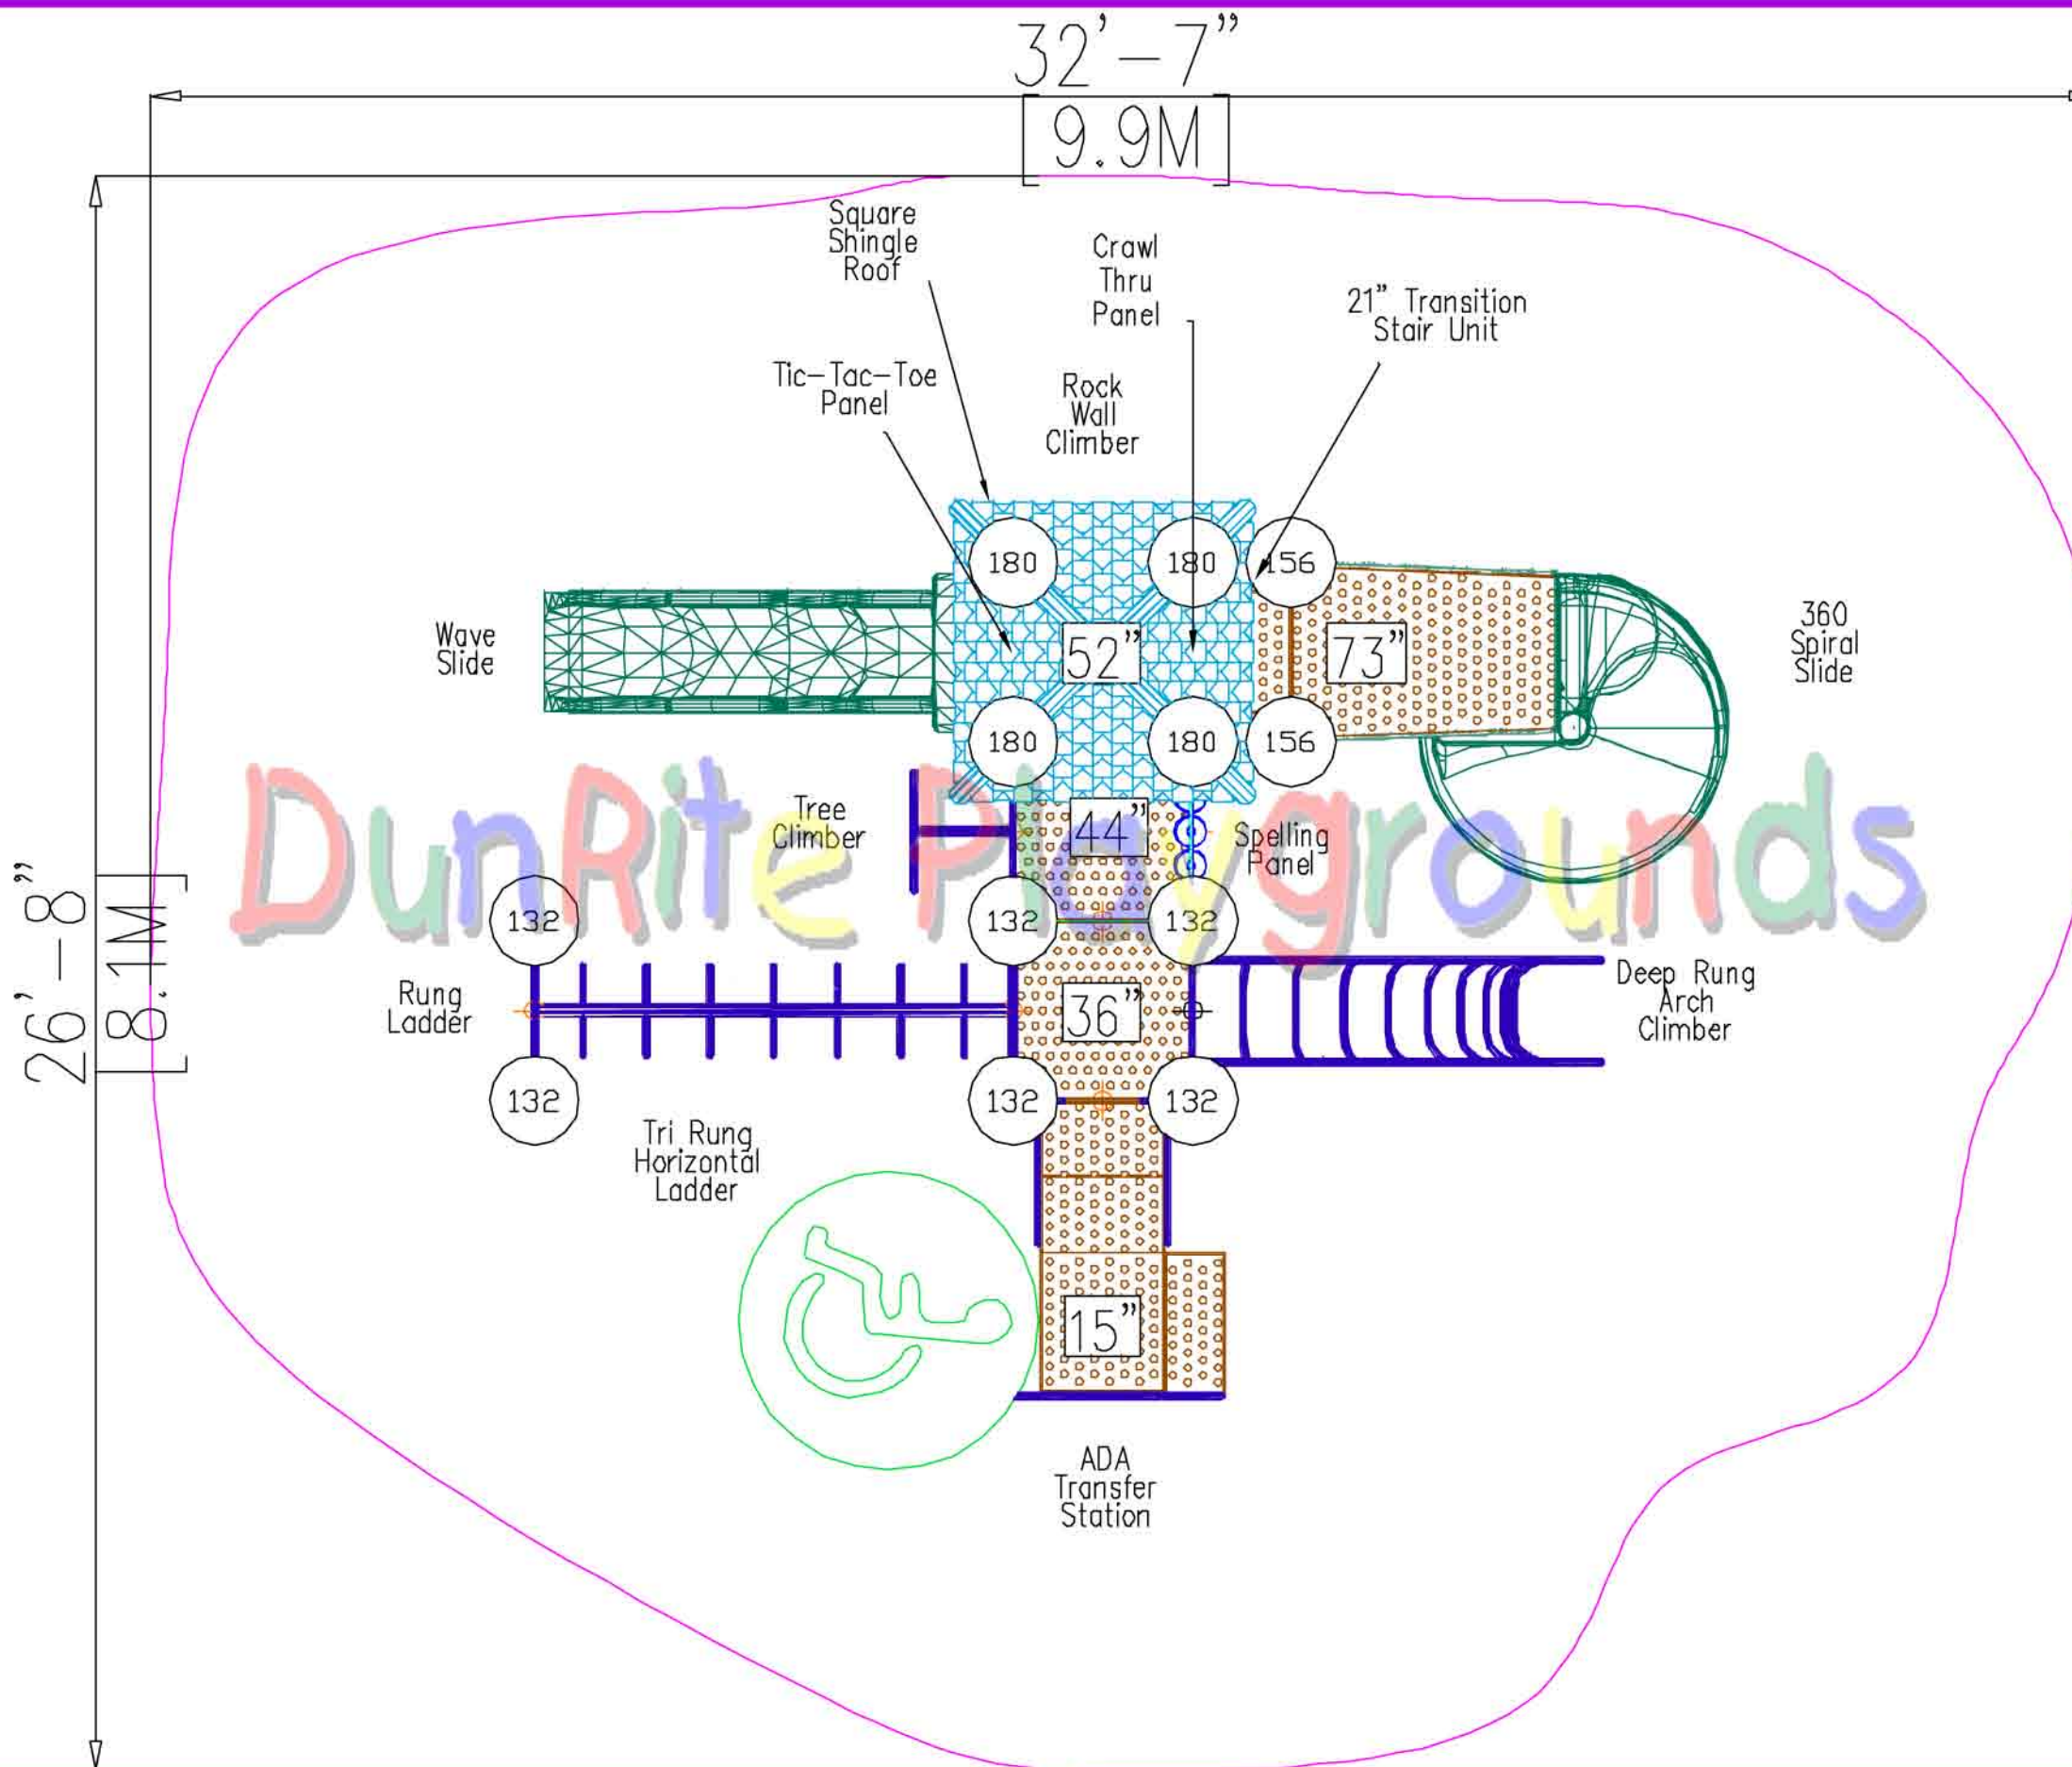 32'-7"
9.9M
Square
Shingle
Roof
Crawl
Thru
Panel
21" Transition
Stair Unit
Tic-Tac-Toe
Panel
Rock
Wall
Climber
180
180
156
Wave
Slide
52"
73"
360
Spiral
Slide
180
180
156
Tree
Climber
44"
Spelling
Panel
DunRite Playgrounds
26'-8"
8.1M
132
132
132
Rung
Ladder
36"
Deep Rung
Arch
Climber
132
132
132
Tri Rung
Horizontal
Ladder
15"
ADA
Transfer
Station